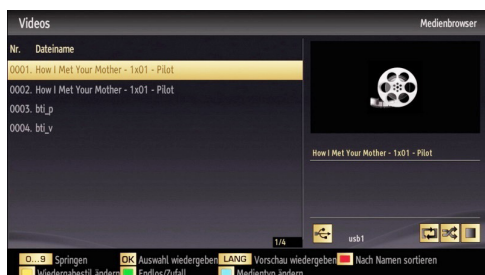 Videos
Medienbrowser
Nr. Dateiname
0001. How I Met Your Mother - 1x01 - Pilot
0002. How I Met Your Mother - 1x01 - Pilot
0003. bti_p
0004. bti_v
How I Met Your Mother - 1x01 - Pilot
1/4
usb1
0...9 Springen OK Auswahl wiedergeben LANG Vorschau wiedergeben Nach Namen sortieren
Wiedergabestil ändern Endlos/Zufall Medientyp ändern